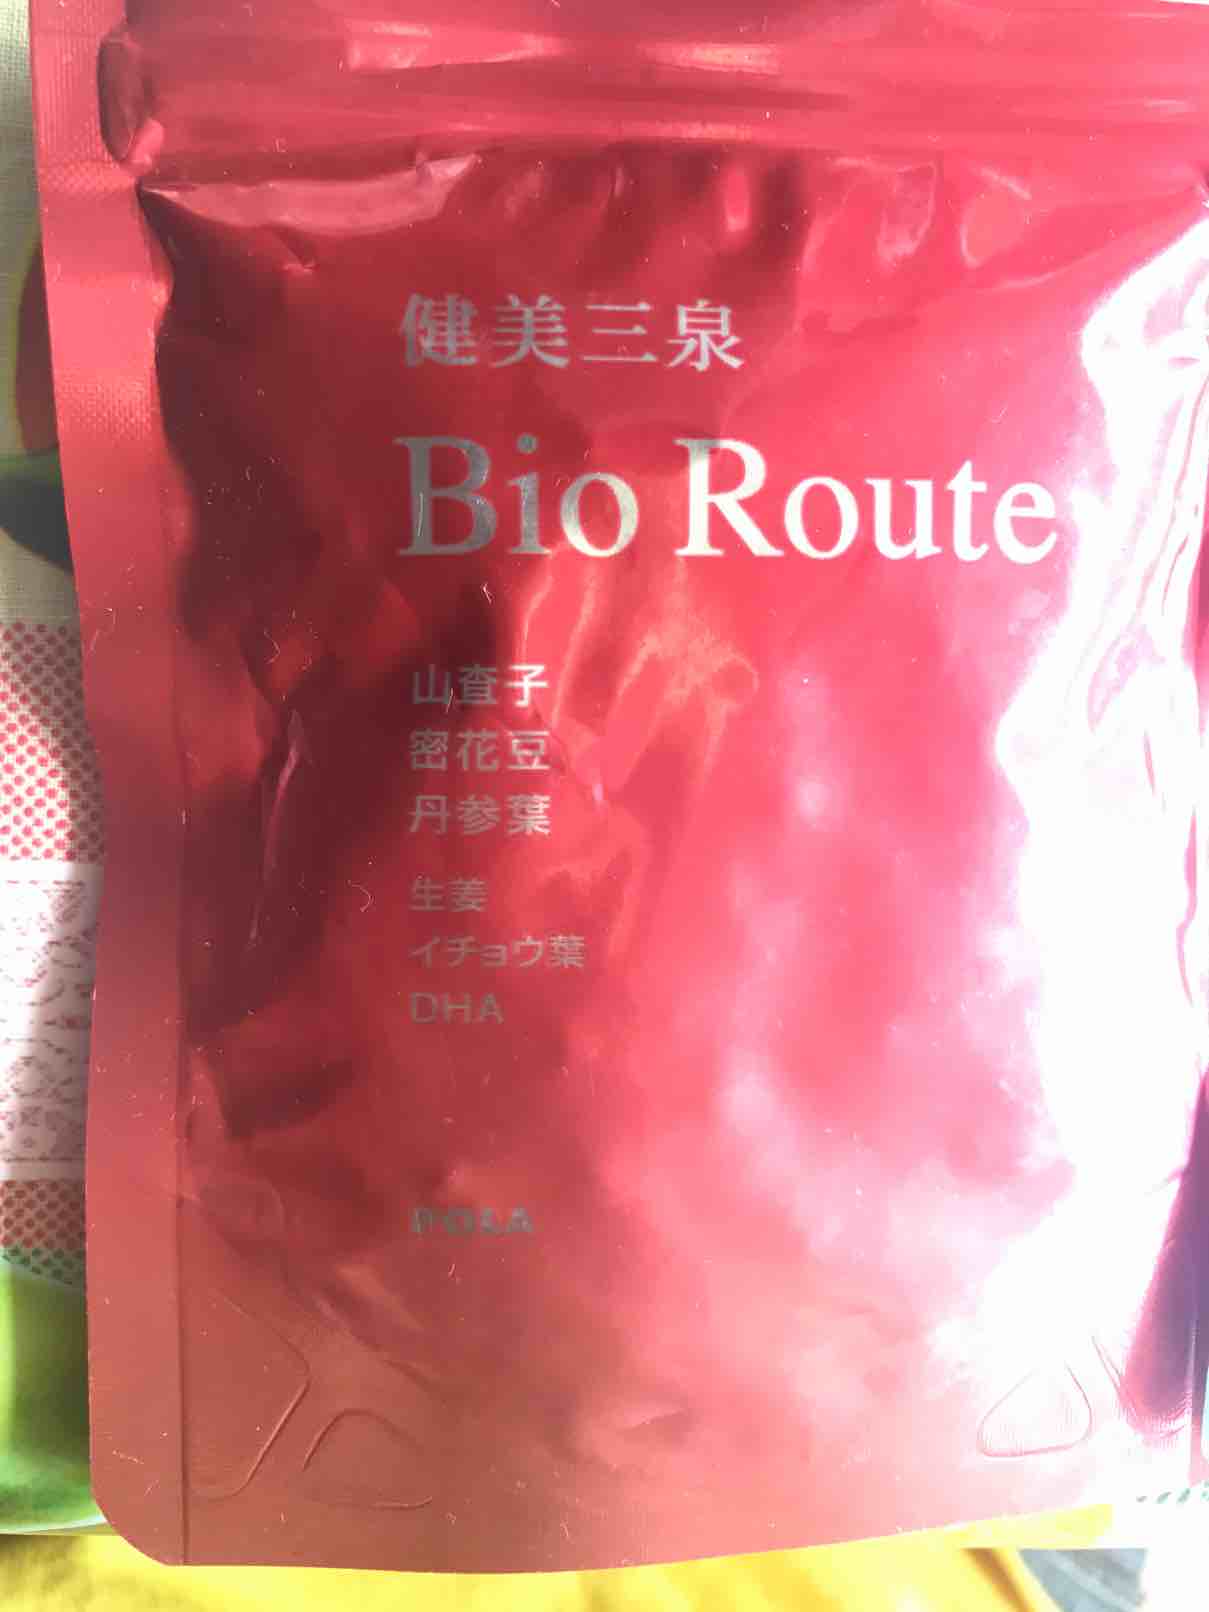 健美三泉
Bio Route
山査子
密花豆
丹参葉
生姜
イチョウ葉
DHA
POLA